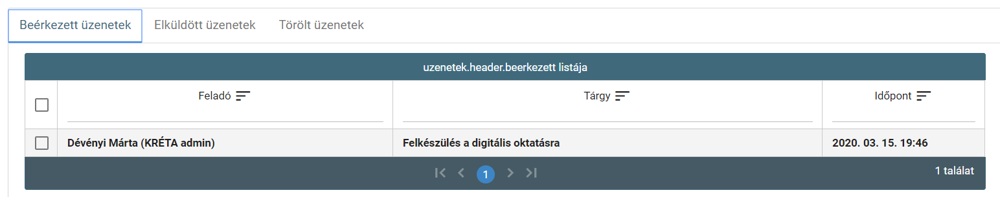 Beérkezett üzenetek Elküldött üzenetek Törölt üzenetek
uzenetek.header.beerkezett listája
Feladó Tárgy Időpont
Dévényi Márta (KRÉTA admin) Felkészülés a digitális oktatásra 2020. 03. 15. 19:46
1 1 találat